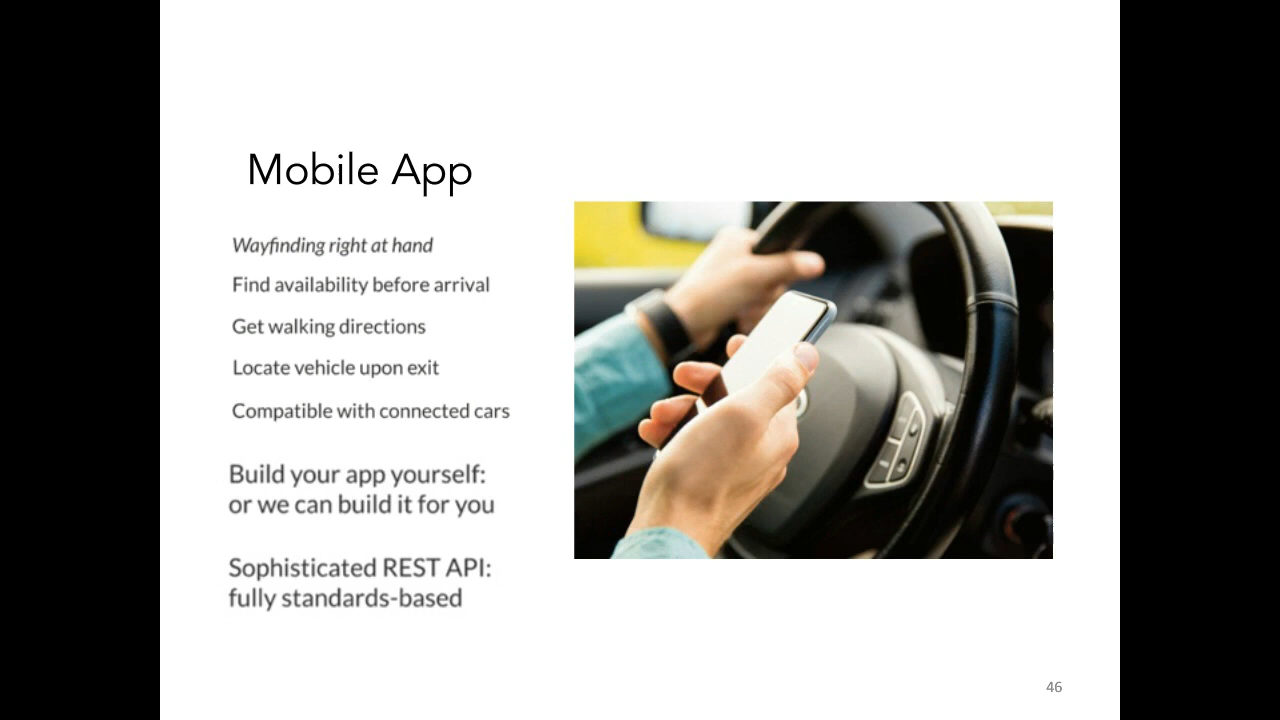 Mobile App
Wayfinding right at hand
Find availability before arrival
Get walking directions
Locate vehicle upon exit
Compatible with connected cars
Build your app yourself:
or we can build it for you
Sophisticated REST API:
fully standards-based
46